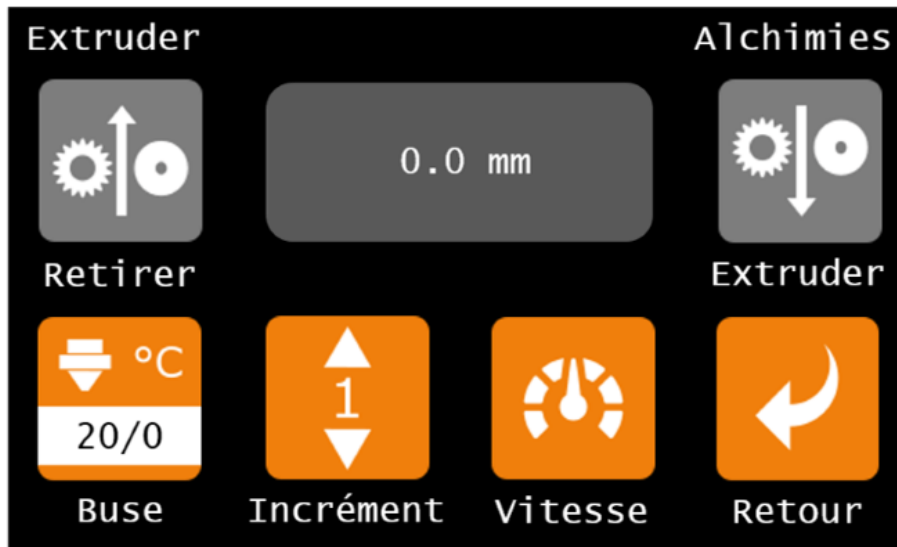 Extruder
Alchimies
0.0 mm
Retirer
Extruder
°C
1
20/0
Buse
Incrément
Vitesse
Retour